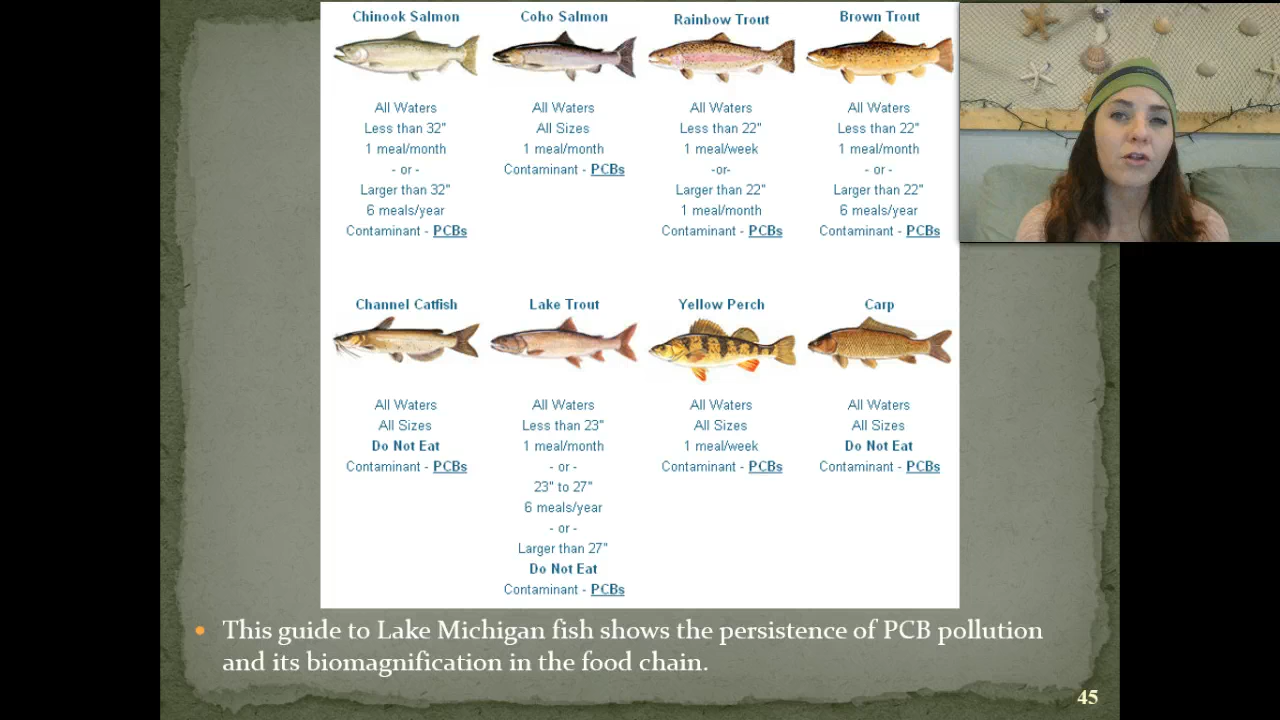 Chinook Salmon
All Waters
Less than 32"
1 meal/month
- or -
Larger than 32"
6 meals/year
Contaminant - PCBs
Coho Salmon
All Waters
All Sizes
1 meal/month
Contaminant - PCBs
Rainbow Trout
All Waters
Less than 22"
1 meal/week
-or-
Larger than 22"
1 meal/month
Contaminant - PCBs
Brown Trout
All Waters
Less than 22"
1 meal/month
- or -
Larger than 22"
6 meals/year
Contaminant - PCBs
Channel Catfish
All Waters
All Sizes
Do Not Eat
Contaminant - PCBs
Lake Trout
All Waters
Less than 23"
1 meal/month
- or -
23" to 27"
6 meals/year
- or -
Larger than 27"
Do Not Eat
Contaminant - PCBs
Yellow Perch
All Waters
All Sizes
1 meal/week
Contaminant - PCBs
Carp
All Waters
All Sizes
Do Not Eat
Contaminant - PCBs
• This guide to Lake Michigan fish shows the persistence of PCB pollution
and its biomagnification in the food chain.
45